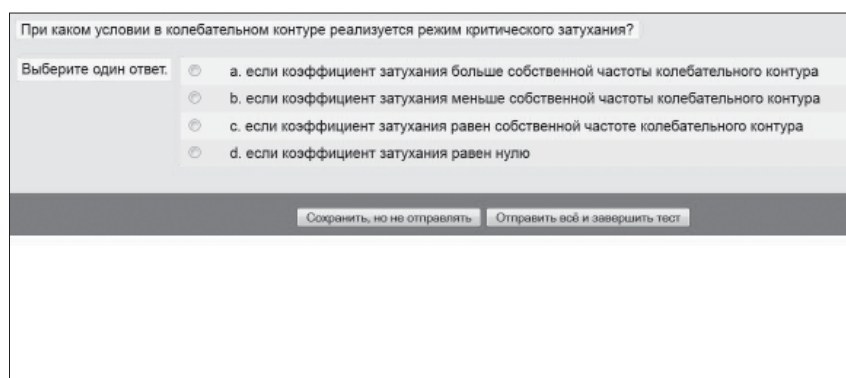 При каком условии в колебательном контуре реализуется режим критического затухания?
Выберите один ответ.
a. если коэффициент затухания больше собственной частоты колебательного контура
b. если коэффициент затухания меньше собственной частоты колебательного контура
c. если коэффициент затухания равен собственной частоте колебательного контура
d. если коэффициент затухания равен нулю
Сохранить, но не отправлять Отправить всё и завершить тест